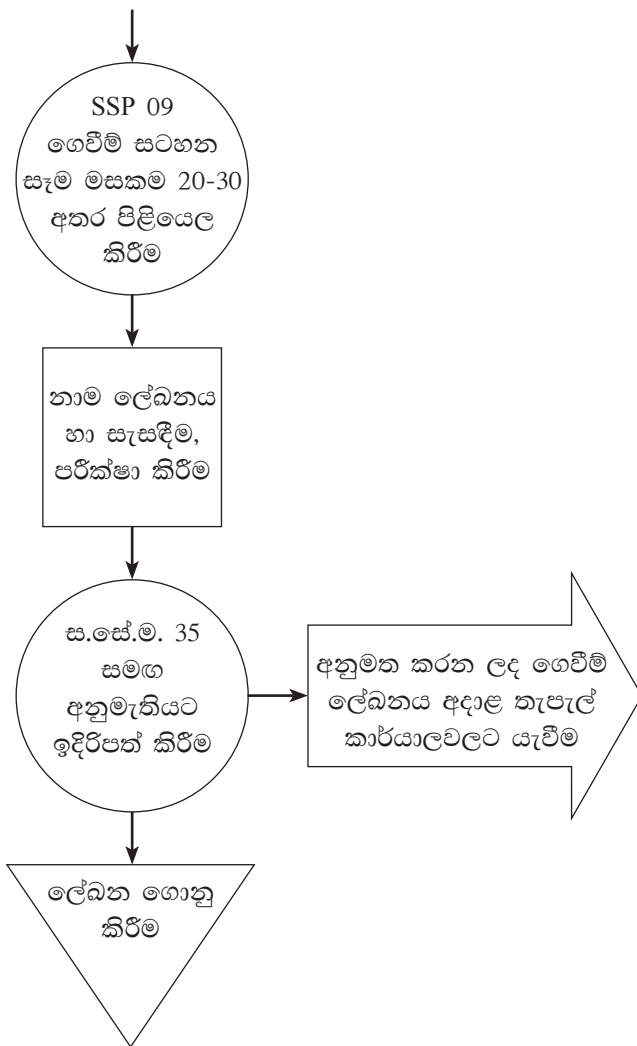 SSP 09
ගෙවීම් සටහන
සෑම මසකම 20-30
අතර පිළියෙල
කිරීම
නාම ලේඛනය
හා සැසඳීම,
පරීක්ෂා කිරීම
ස.සේ.ම. 35
සමඟ
අනුමැතියට
ඉදිරිපත් කිරීම
අනුමත කරන ලද ගෙවීම්
ලේඛනය අදාළ තැපැල්
කාර්යාලවලට යැවීම
ලේඛන ගොනු
කිරීම